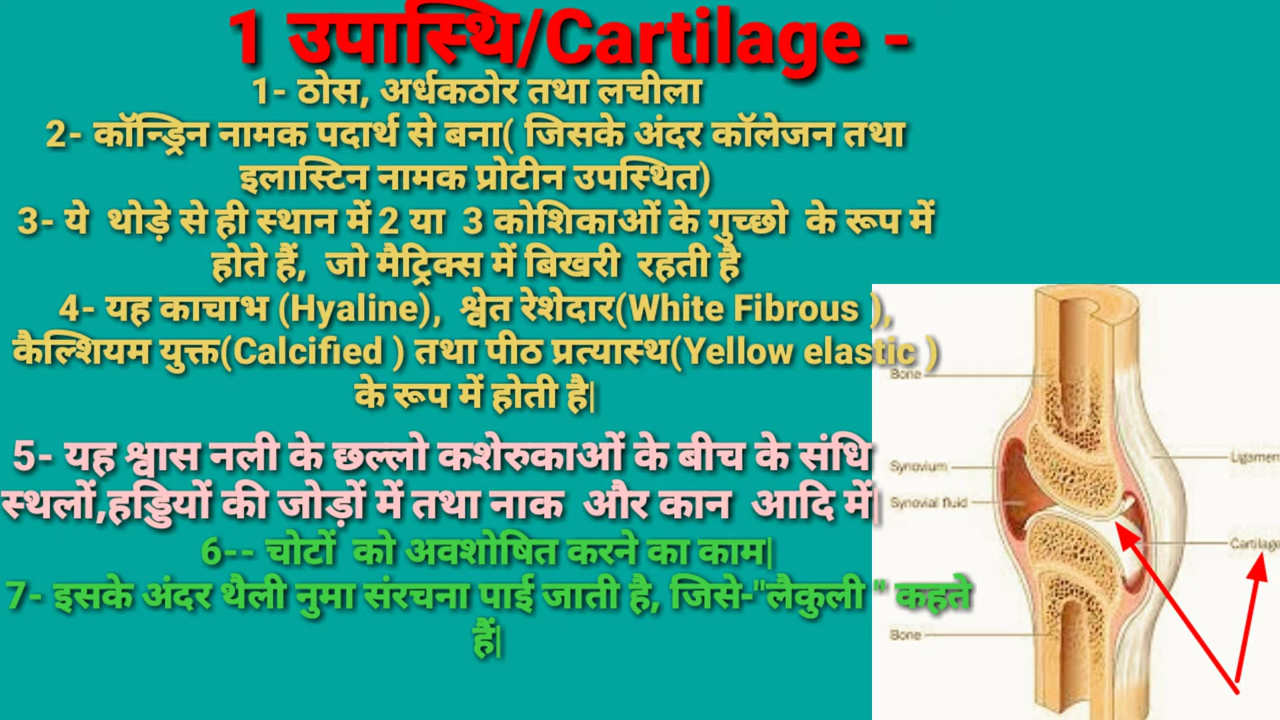 1 उपास्थि/Cartilage -
1- ठोस, अर्धकठोर तथा लचीला
2- कॉन्ड्रिन नामक पदार्थ से बना( जिसके अंदर कॉलेजन तथा
इलास्टिन नामक प्रोटीन उपस्थित)
3- ये थोड़े से ही स्थान में 2 या 3 कोशिकाओं के गुच्छो के रूप में
होते हैं, जो मैट्रिक्स में बिखरी रहती है
4- यह काचाभ (Hyaline), श्वेत रेशेदार(White Fibrous ),
कैल्शियम युक्त(Calcified ) तथा पीठ प्रत्यास्थ(Yellow elastic )
के रूप में होती है|
5- यह श्वास नली के छल्लो कशेरुकाओं के बीच के संधि
स्थलों,हड्डियों की जोड़ों में तथा नाक और कान आदि में|
6-- चोटों को अवशोषित करने का काम|
7- इसके अंदर थैली नुमा संरचना पाई जाती है, जिसे-"लैकुली " कहते
हैं|
Bone
Synovium
Ligamen
Synovial fluid
Cartilage
Bone